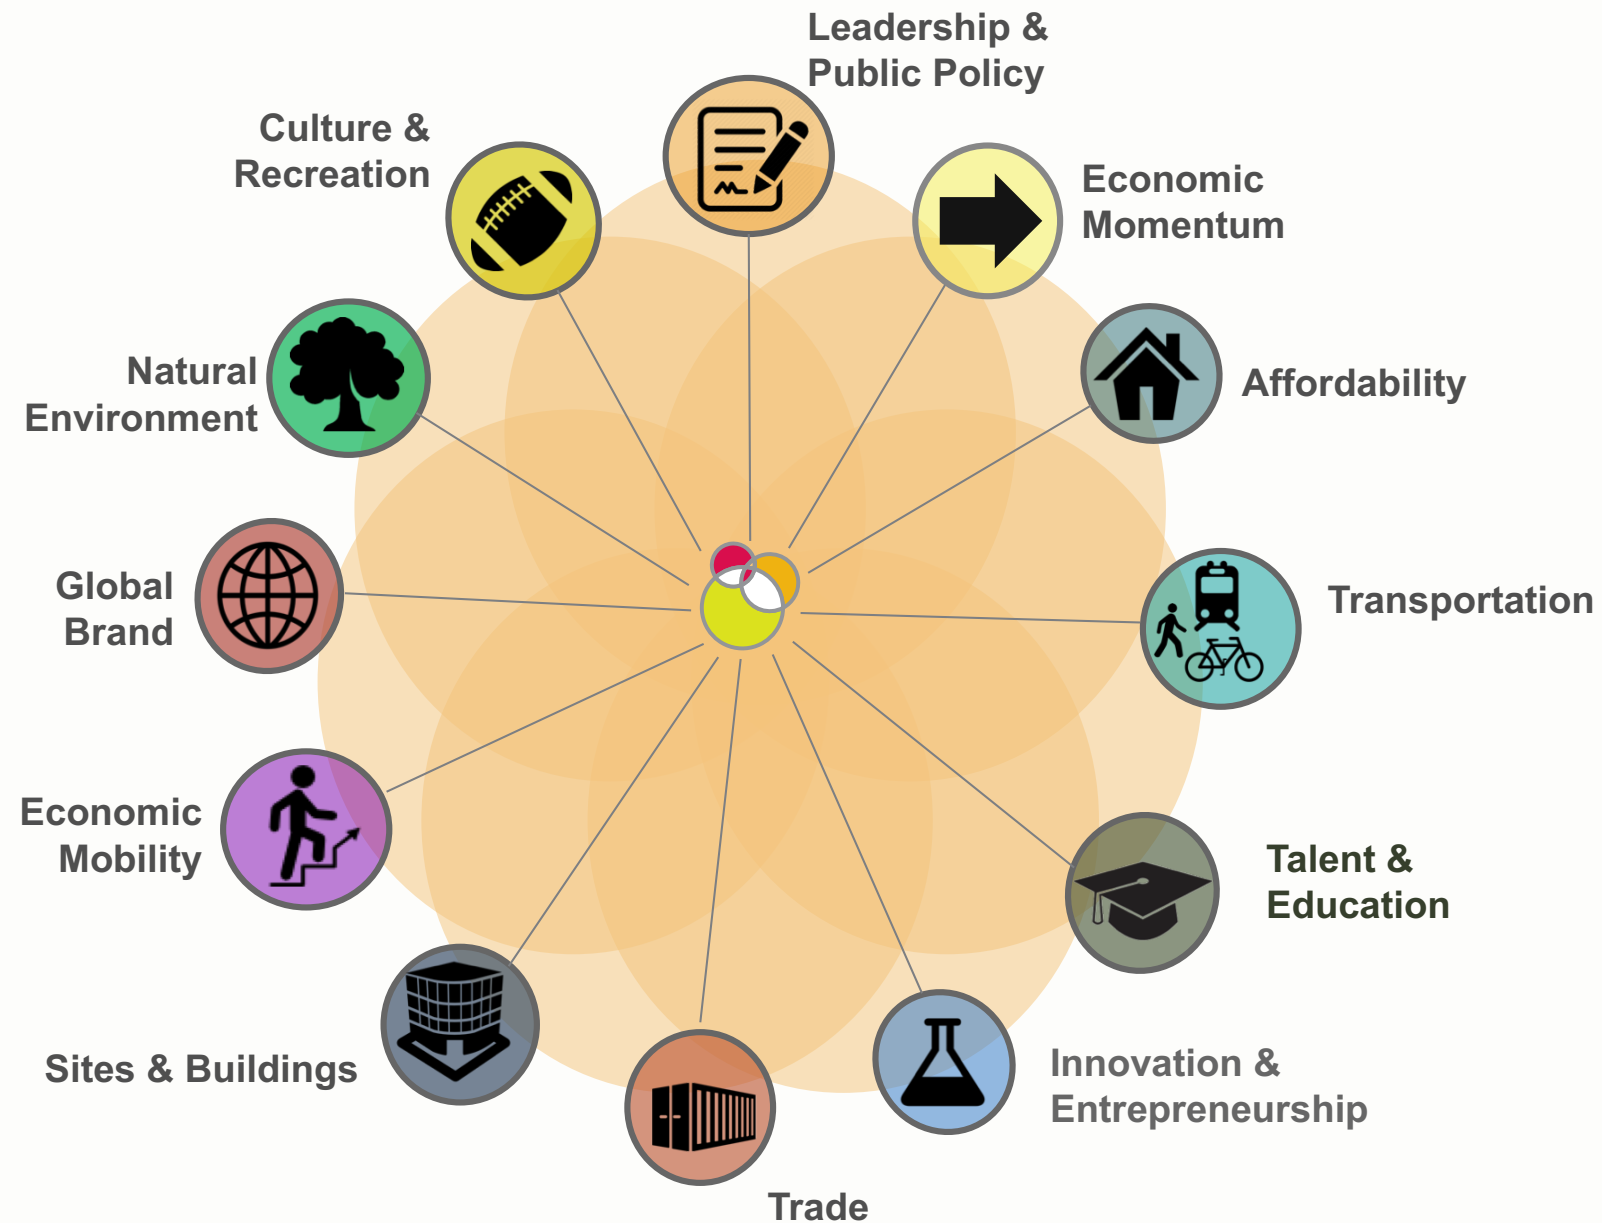 Leadership &
Public Policy
Culture &
Recreation
Economic
Momentum
Natural
Environment
Affordability
Global
Brand
Transportation
Economic
Mobility
Talent &
Education
Sites & Buildings
Innovation &
Entrepreneurship
Trade